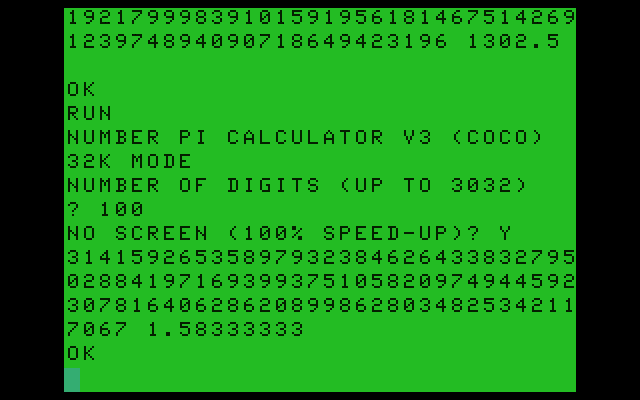 19217999839101591956181467514269
123974894090718649423196 1302.5
OK
RUN
NUMBER PI CALCULATOR V3 (COCO)
32K MODE
NUMBER OF DIGITS (UP TO 3032)
? 100
NO SCREEN (100% SPEED-UP)? Y
31415926535897932384626433832795
02884197169399375105820974944592
30781640628620899862803482534211
7067 1.58333333
OK